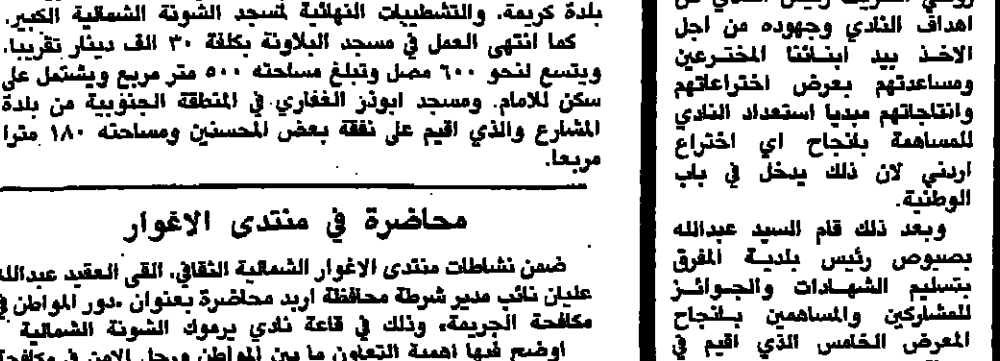 اهداف النادي وجهوده من اجل
الاخذ بيد ابنائنا المخترعين
ومساعدتهم بعرض اختراعاتهم
وانتاجاتهم مبديا استعداد النادي
للمساهمة بانجاح اي اختراع
اردني لان ذلك يدخل في باب
الوطنية.
وبعد ذلك قام السيد عبدالله
بصبوص رئيس بلدية المفرق
بتسليم الشهادات والجوائز
للمشاركين والمساهمين بانجاح
المعرض الخامس الذي اقيم في
بلدة كريمة. والتشطيبات النهائية لمسجد الشونة الشمالية الكبير.
كما انتهى العمل في مسجد البلاونة بكلفة ٣٠ الف دينار تقريبا.
ويتسع لنحو ٦٠٠ مصل وتبلغ مساحته ٥٠٠ متر مربع ويشتمل على
سكن للامام. ومسجد ابوذر الغفاري في المنطقة الجنوبية من بلدة
المشارع والذي اقيم على نفقة بعض المحسنين ومساحته ١٨٠ مترا
مربعا.
محاضرة في منتدى الاغوار
ضمن نشاطات منتدى الاغوار الشمالية الثقافي. القى العقيد عبدالله
عليان نائب مدير شرطة محافظة اربد محاضرة بعنوان «دور المواطن في
مكافحة الجريمة» وذلك في قاعة نادي يرموك الشونة الشمالية
اوضح فيها اهمية التعاون ما بين المواطن ورجل الامن في مكافحة